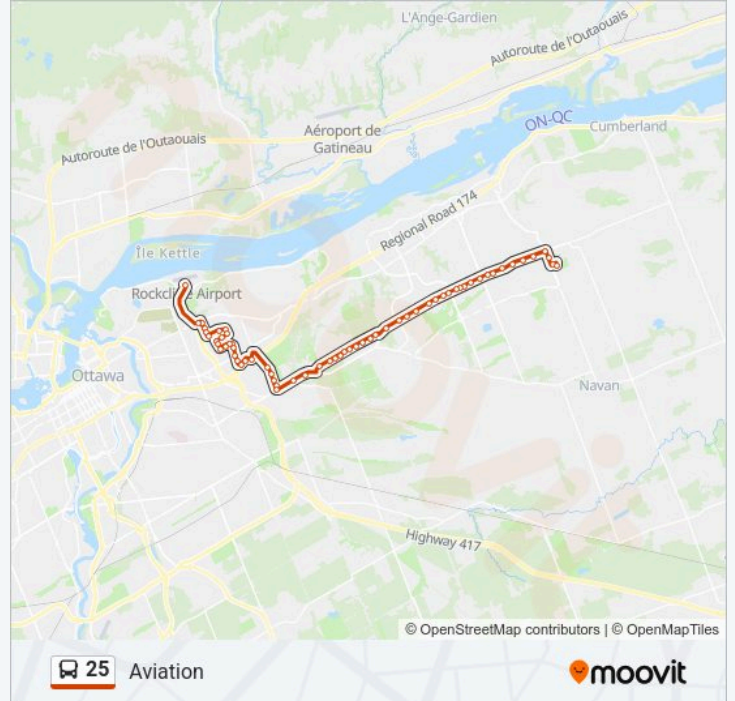 L'Ange-Gardien
Autoroute de l'Outaouais
ON-QC
Cumberland
Aéroport de
Gatineau
Autoroute de l'Outaouais
Regional Road 174
Île Kettle
Rockcliffe Airport
Ottawa
Navan
Highway 417
© OpenStreetMap contributors | © OpenMapTiles
25 Aviation
moovit